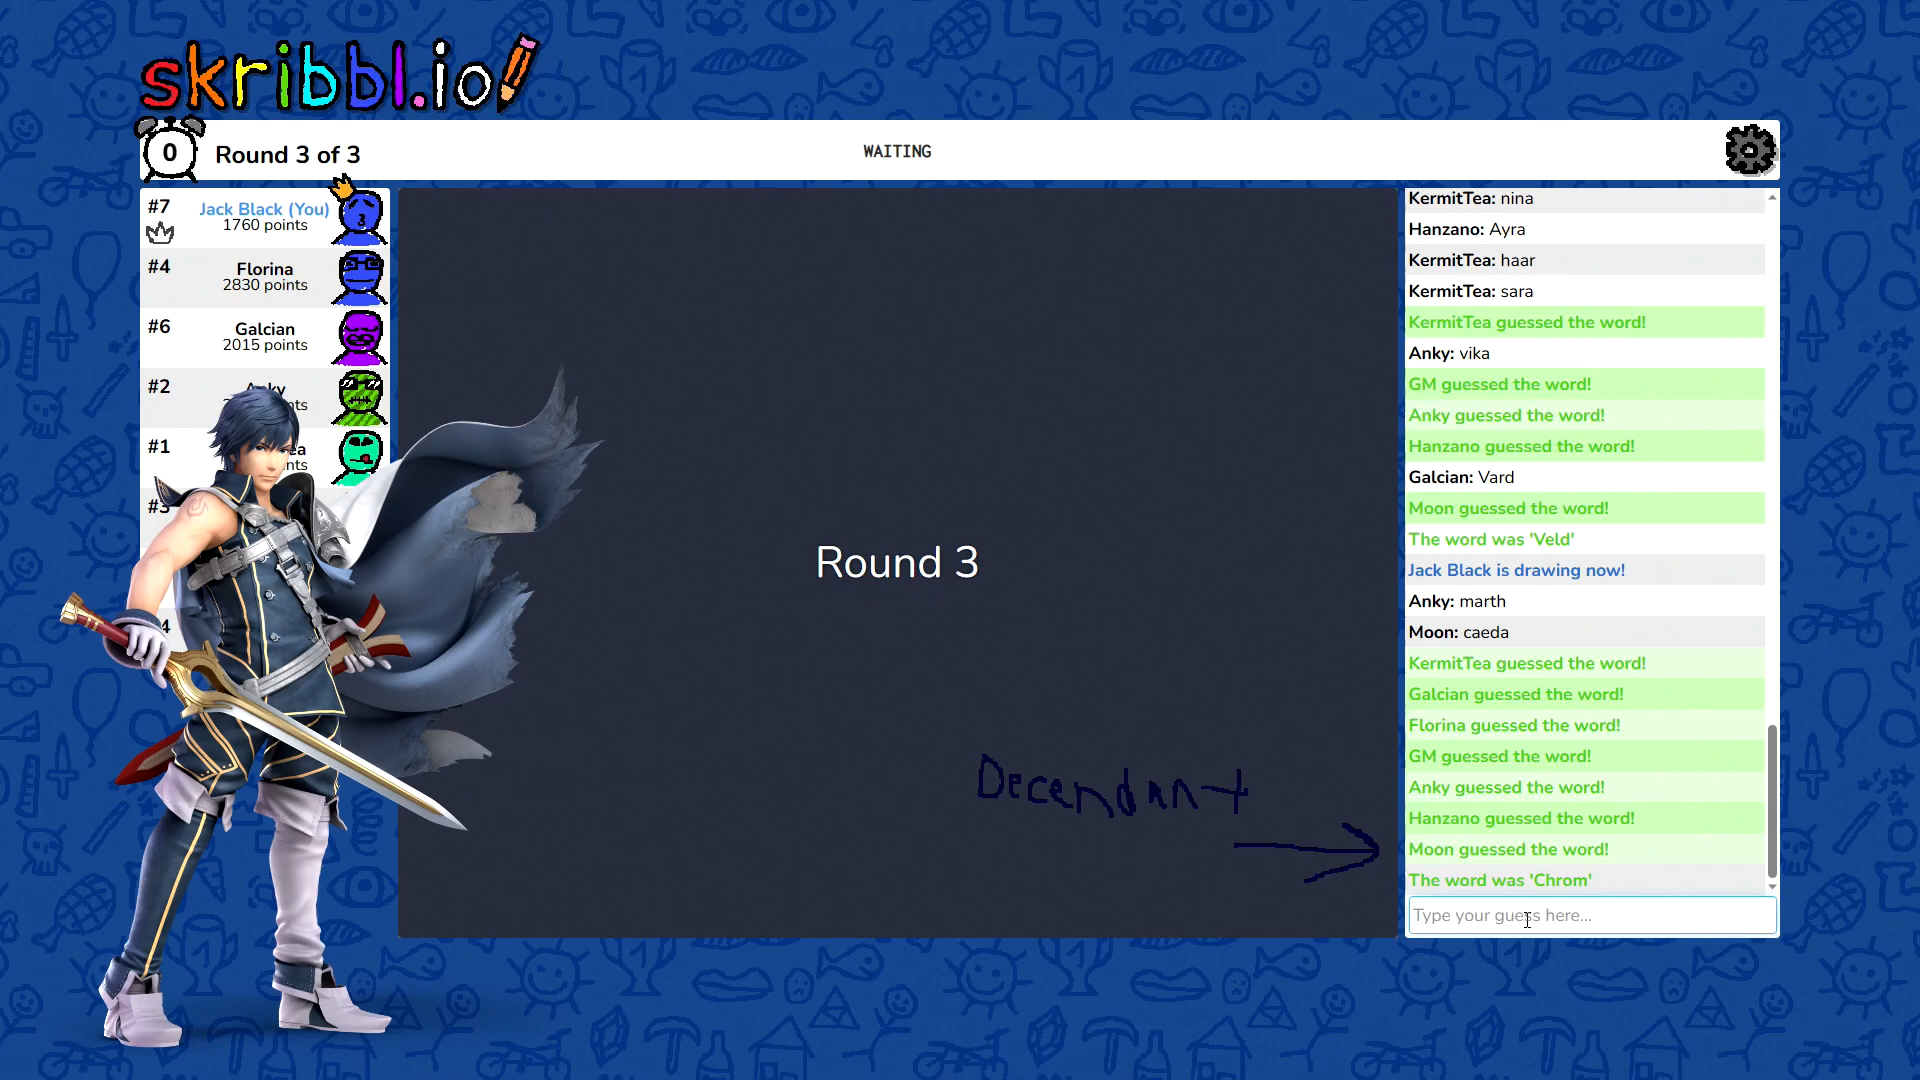 skribbl.io
0
Round 3 of 3
WAITING
#7
Jack Black (You)
1760 points
#4
Florina
2830 points
#6
Galcian
2015 points
#2
#1
#3
Round 3
Decendant
KermitTea: nina
Hanzano: Ayra
KermitTea: haar
KermitTea: sara
KermitTea guessed the word!
Anky: vika
GM guessed the word!
Anky guessed the word!
Hanzano guessed the word!
Galcian: Vard
Moon guessed the word!
The word was 'Veld'
Jack Black is drawing now!
Anky: marth
Moon: caeda
KermitTea guessed the word!
Galcian guessed the word!
Florina guessed the word!
GM guessed the word!
Anky guessed the word!
Hanzano guessed the word!
Moon guessed the word!
The word was 'Chrom'
Type your guess here...